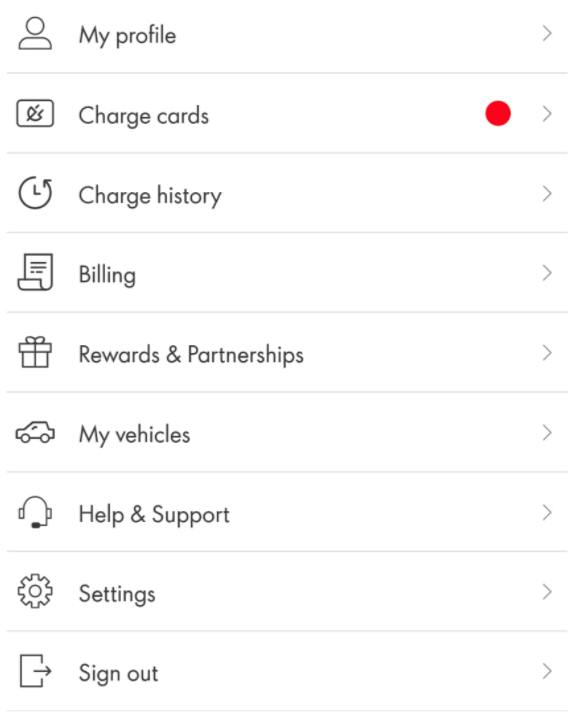 My profile
Charge cards
Charge history
Billing
Rewards & Partnerships
My vehicles
Help & Support
Settings
Sign out